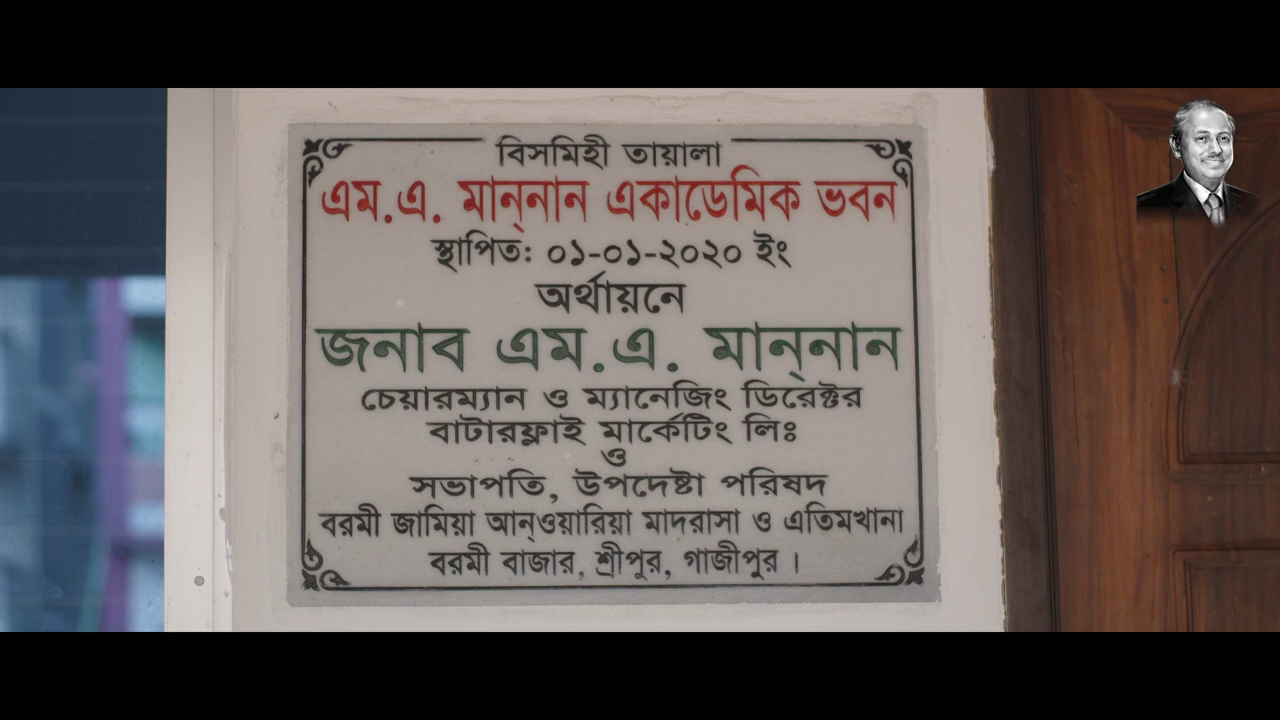 বিসমিহী তায়ালা
এম.এ. মান্‌নান একাডেমিক ভবন
স্থাপিত: ০১-০১-২০২০ ইং
অর্থায়নে
জনাব এম.এ. মান্‌নান
চেয়ারম্যান ও ম্যানেজিং ডিরেক্টর
বাটারফ্লাই মার্কেটিং লিঃ
ও
সভাপতি, উপদেষ্টা পরিষদ
বরমী জামিয়া আন্‌ওয়ারিয়া মাদরাসা ও এতিমখানা
বরমী বাজার, শ্রীপুর, গাজীপুর ।